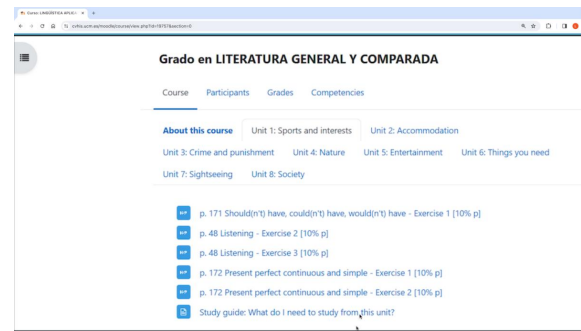 Curso: LINGÜÍSTICA APLIC
Grado en LITERATURA GENERAL Y COMPARADA
Course Participants Grades Competencies
About this course Unit 1: Sports and interests Unit 2: Accommodation
Unit 3: Crime and punishment Unit 4: Nature Unit 5: Entertainment Unit 6: Things you need
Unit 7: Sightseeing Unit 8: Society
p. 171 Should(n't) have, could(n't) have, would(n't) have - Exercise 1 [10% p]
p. 48 Listening - Exercise 2 [10% p]
p. 48 Listening - Exercise 3 [10% p]
p. 172 Present perfect continuous and simple - Exercise 1 [10% p]
p. 172 Present perfect continuous and simple - Exercise 2 [10% p]
Study guide: What do I need to study from this unit?